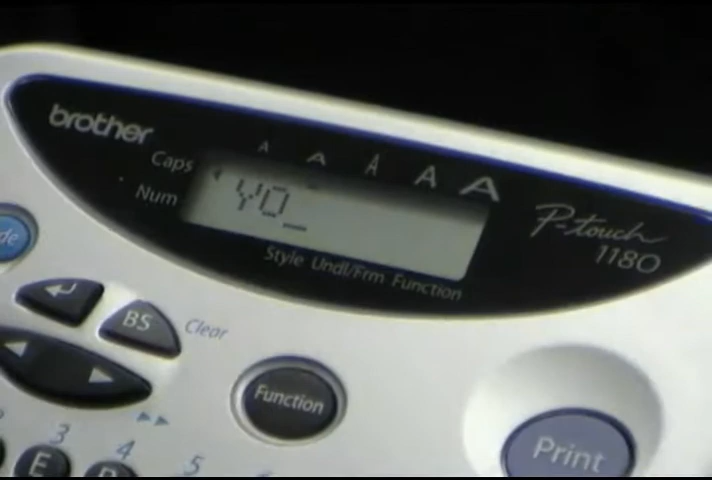 brother
A A A A A
Caps
Num
YO_
P-touch
1180
Style Undl/Frm Function
BS
Clear
Function
Print
3
4
5
E